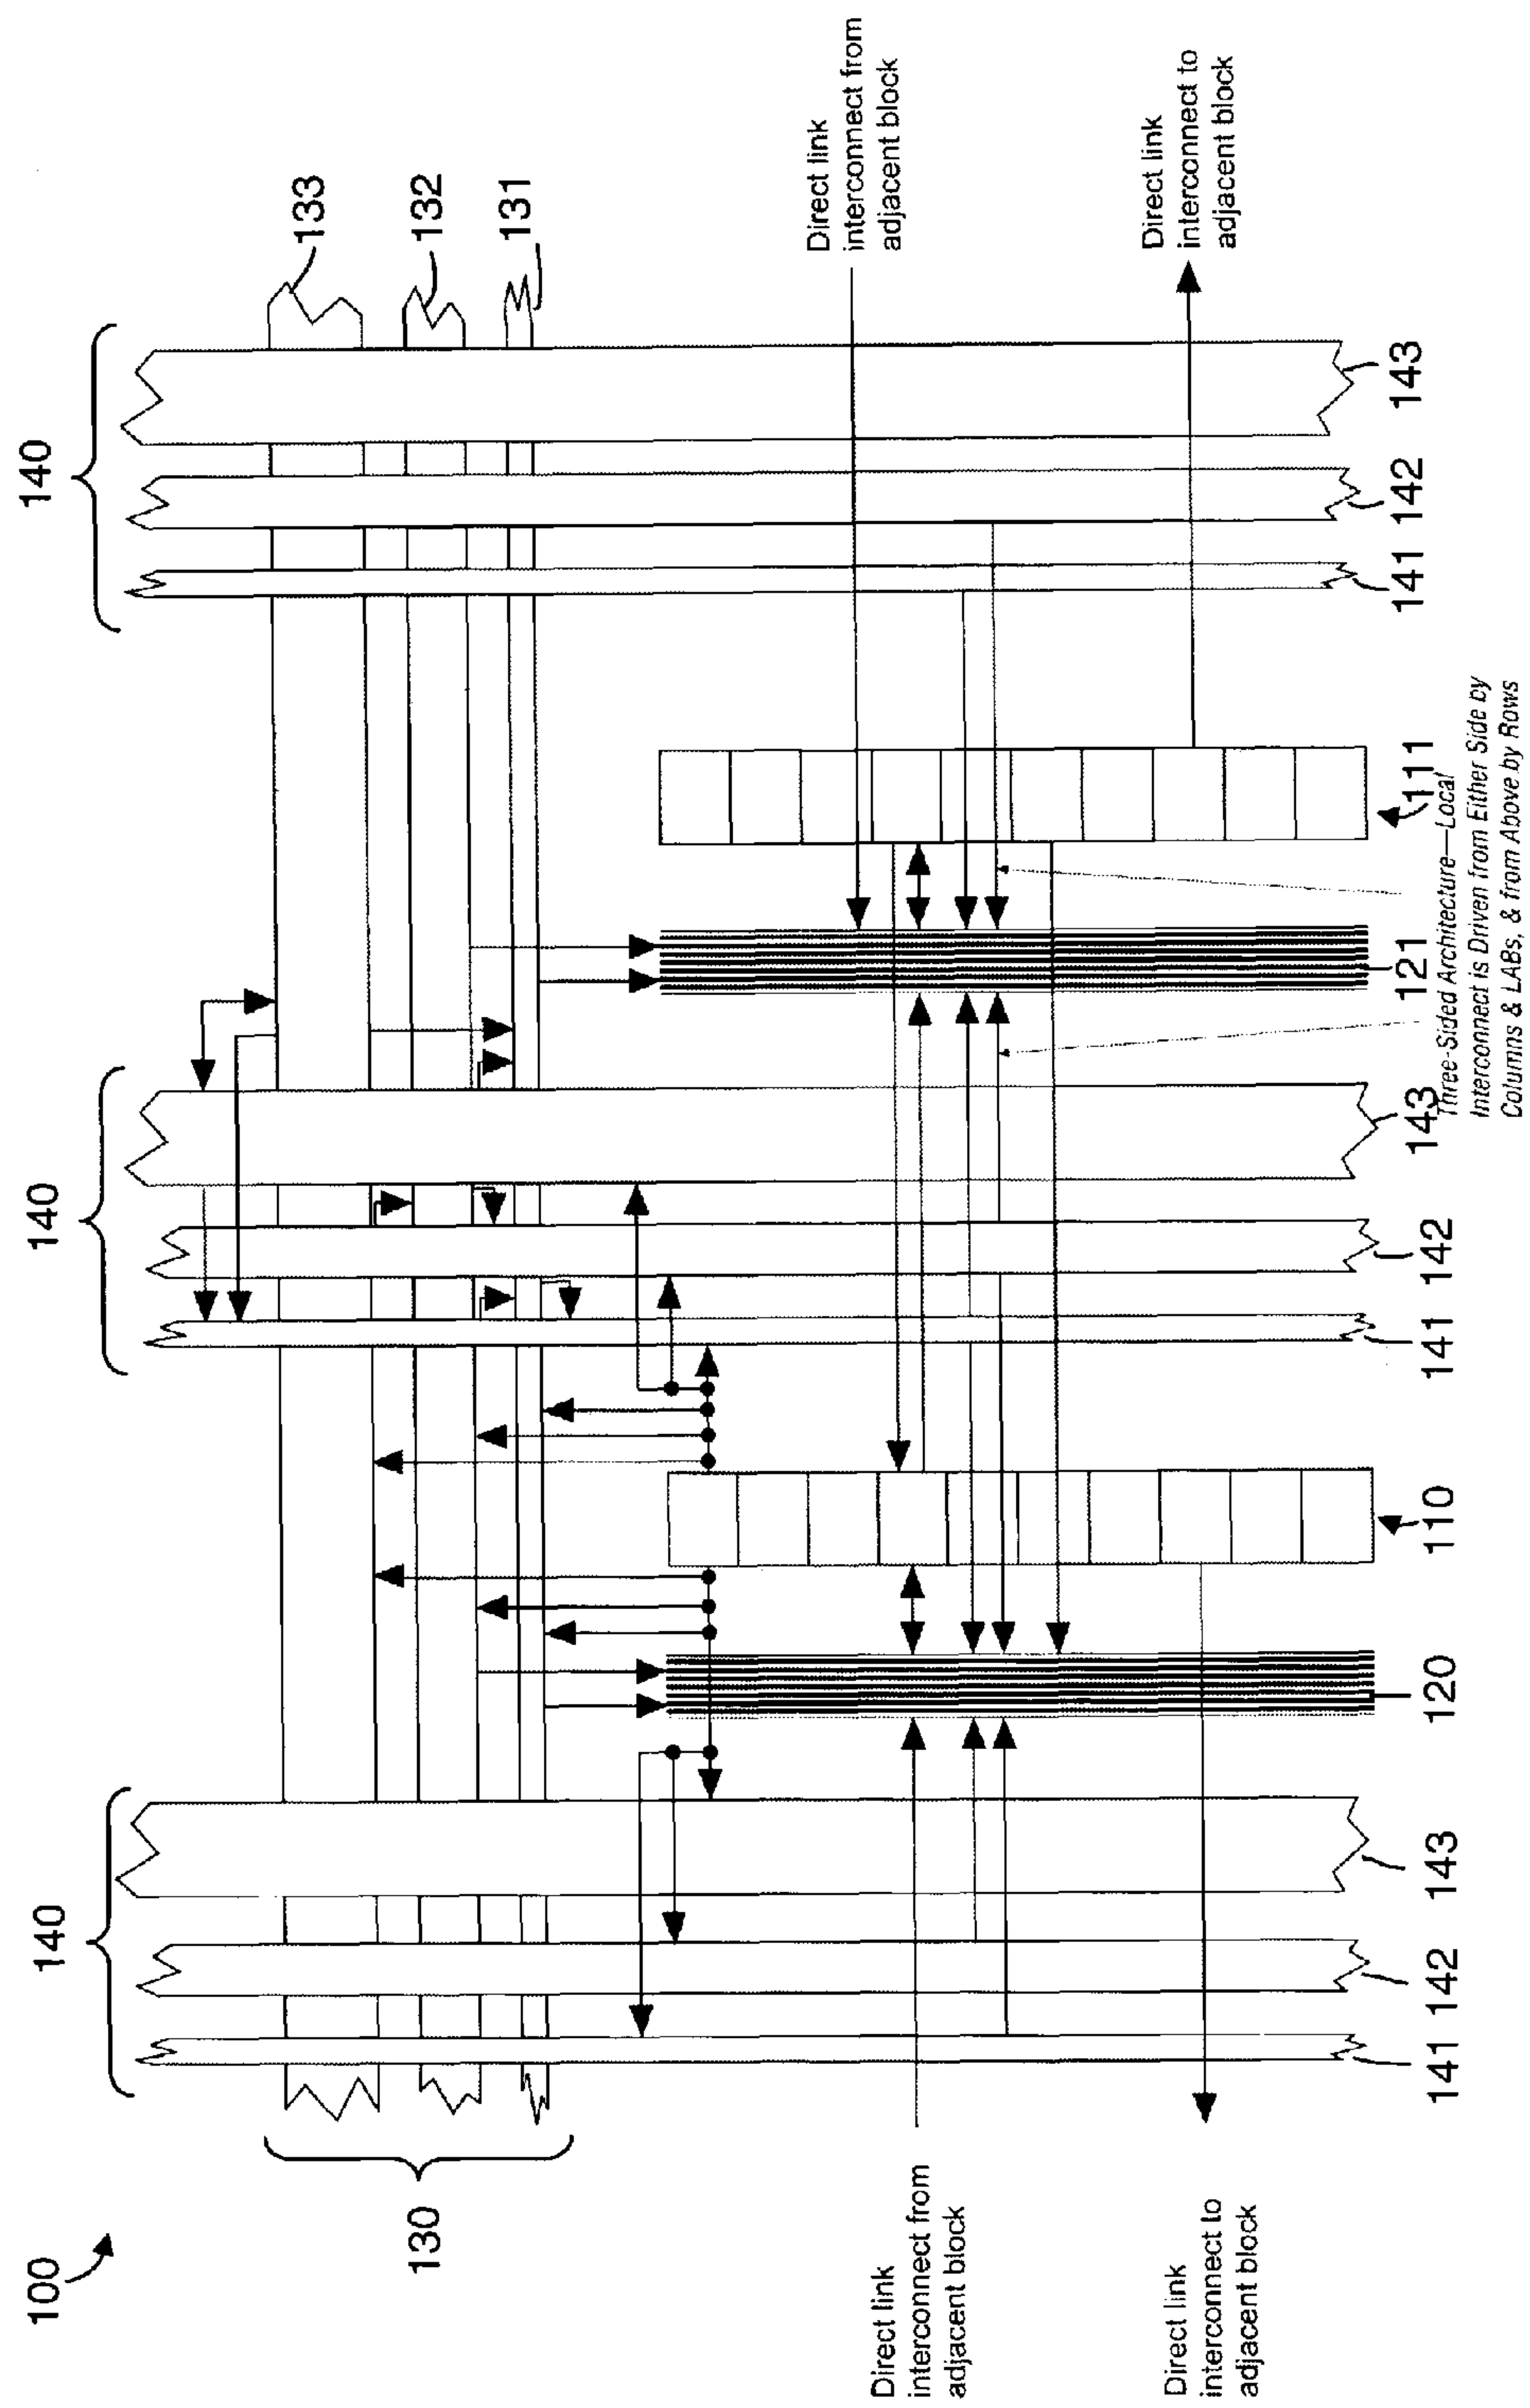 100
130
140
140
140
133
132
131
Direct link
interconnect from
adjacent block
Direct link
interconnect to
adjacent block
Direct link
interconnect from
adjacent block
Direct link
interconnect to
adjacent block
141
142
143
120
110
141
142
143
121
111
141
142
143
Three-Sided Architecture—Local
Interconnect is Driven from Either Side by
Columns & LABs, & from Above by Rows